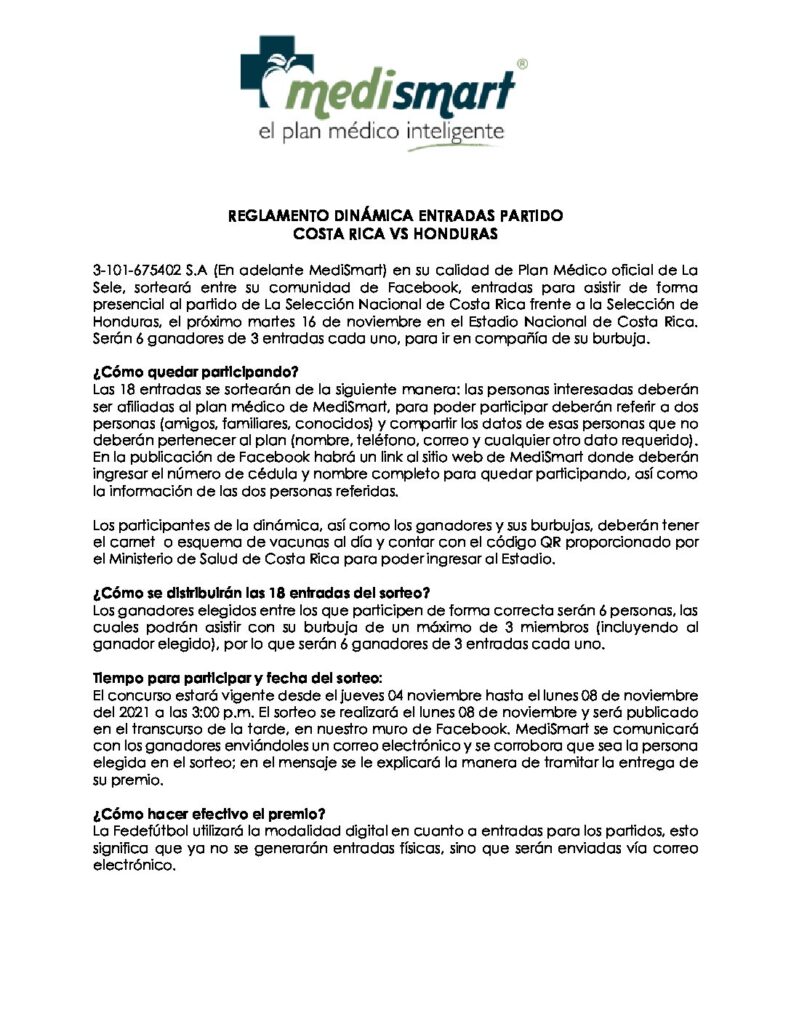 medismart®
el plan médico inteligente
REGLAMENTO DINÁMICA ENTRADAS PARTIDO
COSTA RICA VS HONDURAS
3-101-675402 S.A (En adelante MediSmart) en su calidad de Plan Médico oficial de La
Sele, sorteará entre su comunidad de Facebook, entradas para asistir de forma
presencial al partido de La Selección Nacional de Costa Rica frente a la Selección de
Honduras, el próximo martes 16 de noviembre en el Estadio Nacional de Costa Rica.
Serán 6 ganadores de 3 entradas cada uno, para ir en compañía de su burbuja.
¿Cómo quedar participando?
Las 18 entradas se sortearán de la siguiente manera: las personas interesadas deberán
ser afiliadas al plan médico de MediSmart, para poder participar deberán referir a dos
personas (amigos, familiares, conocidos) y compartir los datos de esas personas que no
deberán pertenecer al plan (nombre, teléfono, correo y cualquier otro dato requerido).
En la publicación de Facebook habrá un link al sitio web de MediSmart donde deberán
ingresar el número de cédula y nombre completo para quedar participando, así como
la información de las dos personas referidas.
Los participantes de la dinámica, así como los ganadores y sus burbujas, deberán tener
el carnet o esquema de vacunas al día y contar con el código QR proporcionado por
el Ministerio de Salud de Costa Rica para poder ingresar al Estadio.
¿Cómo se distribuirán las 18 entradas del sorteo?
Los ganadores elegidos entre los que participen de forma correcta serán 6 personas, las
cuales podrán asistir con su burbuja de un máximo de 3 miembros (incluyendo al
ganador elegido), por lo que serán 6 ganadores de 3 entradas cada uno.
Tiempo para participar y fecha del sorteo:
El concurso estará vigente desde el jueves 04 noviembre hasta el lunes 08 de noviembre
del 2021 a las 3:00 p.m. El sorteo se realizará el lunes 08 de noviembre y será publicado
en el transcurso de la tarde, en nuestro muro de Facebook. MediSmart se comunicará
con los ganadores enviándoles un correo electrónico y se corrobora que sea la persona
elegida en el sorteo; en el mensaje se le explicará la manera de tramitar la entrega de
su premio.
¿Cómo hacer efectivo el premio?
La Fedefútbol utilizará la modalidad digital en cuanto a entradas para los partidos, esto
significa que ya no se generarán entradas físicas, sino que serán enviadas vía correo
electrónico.